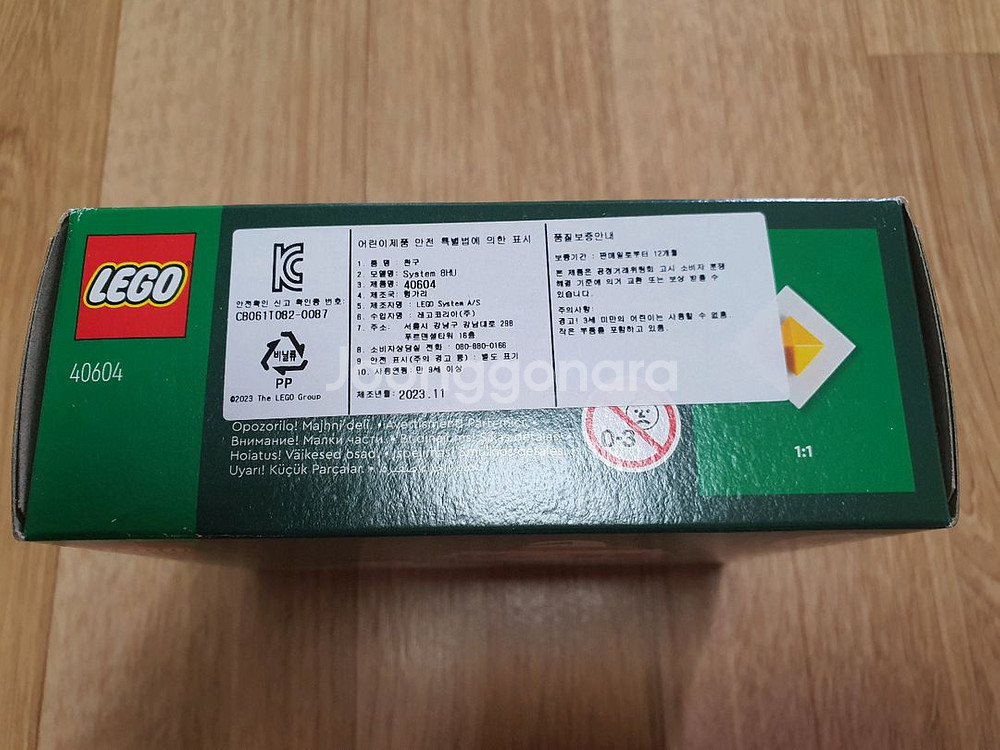 LEGO
40604
안전확인 신고 확인증 번호:
CB061T082-0087
비닐류
PP
©2023 The LEGO Group
어린이제품 안전 특별법에 의한 표시
1. 품 명 : 완구
2. 모델명: System 8HU
3. 제품명: 40604
4. 제조국: 헝가리
5. 제조자명 : LEGO System A/S
6. 수입자명 : 레고코리아(주)
7. 주소: 서울시 강남구 강남대로 298
푸르덴셜타워 16층
8. 소비자상담실 전화 : 080-880-0166
9. 안전 표시(주의 경고 등) : 별도 표기
10. 사용연령: 만 9세 이상
제조년월: 2023.11
품질보증안내
보증기간 : 판매일로부터 12개월
본 제품은 공정거래위원회 고시 소비자 분쟁
해결 기준에 의거 교환 또는 보상 받을 수
있습니다.
주의사항:
경고! 3세 미만의 어린이는 사용할 수 없음.
작은 부품을 포함하고 있음.
Joonggonara
Opozorilo! Majhni deli. • Avertisment! Părţi mici.
Внимание! Малки части. • Brīdinājums! Sīkas detaļas.
Hoiatus! Väikesed osad. • Įspėjimas! Smulkios detalės.
Uyarı! Küçük Parçalar. •
0-3
1:1